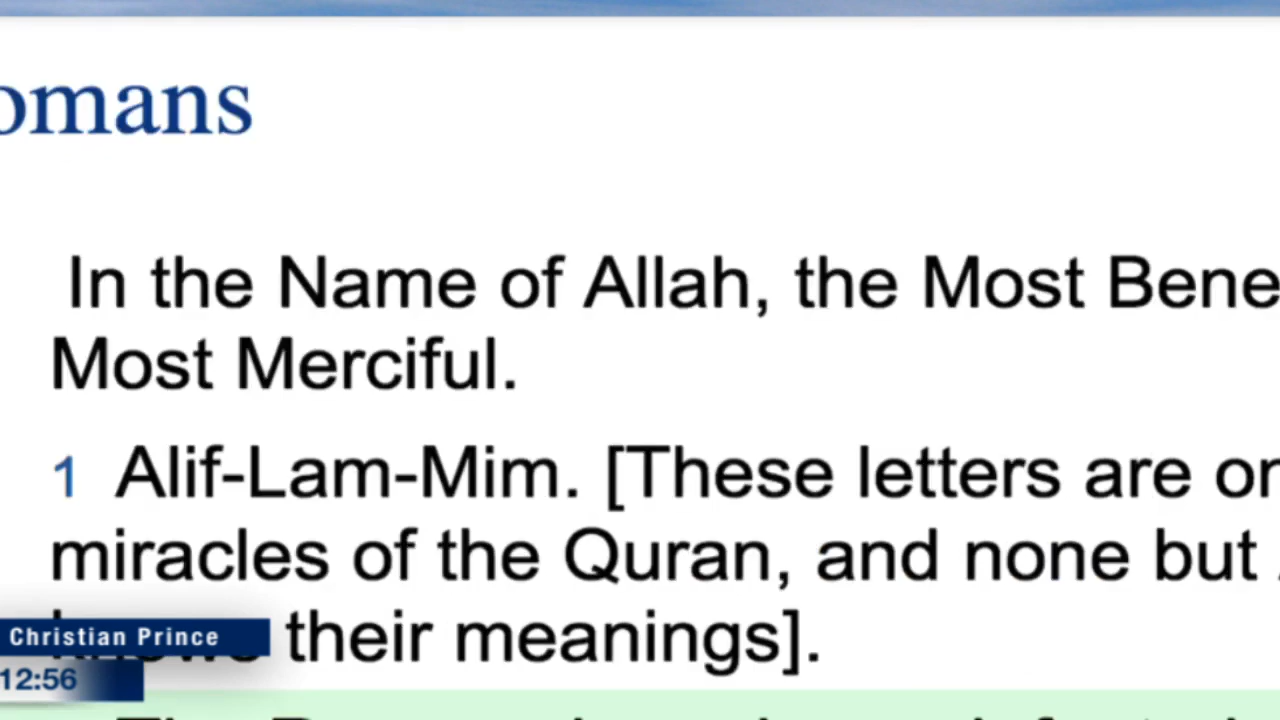 omans
In the Name of Allah, the Most Bene
Most Merciful.
1 Alif-Lam-Mim. [These letters are
miracles of the Quran, and none but
knows their meanings].
Christian Prince
12:56